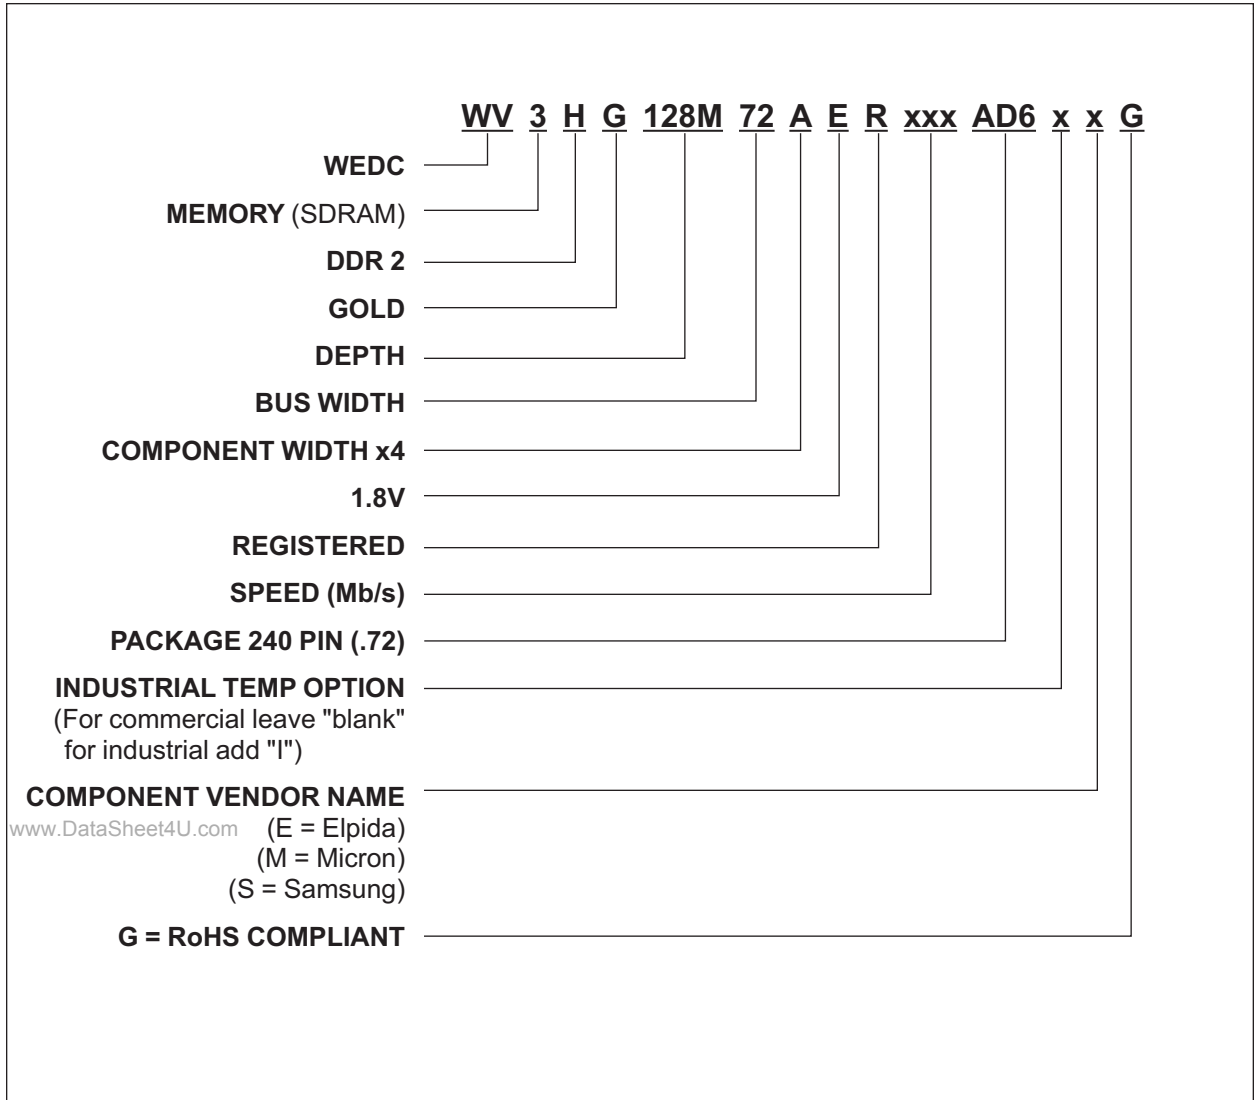 WV 3 H G 128M 72 A E R xxx AD6 x x G
WEDC
MEMORY (SDRAM)
DDR 2
GOLD
DEPTH
BUS WIDTH
COMPONENT WIDTH x4
1.8V
REGISTERED
SPEED (Mb/s)
PACKAGE 240 PIN (.72)
INDUSTRIAL TEMP OPTION
(For commercial leave "blank"
for industrial add "I")
COMPONENT VENDOR NAME
www.DataSheet4U.com (E = Elpida)
(M = Micron)
(S = Samsung)
G = RoHS COMPLIANT